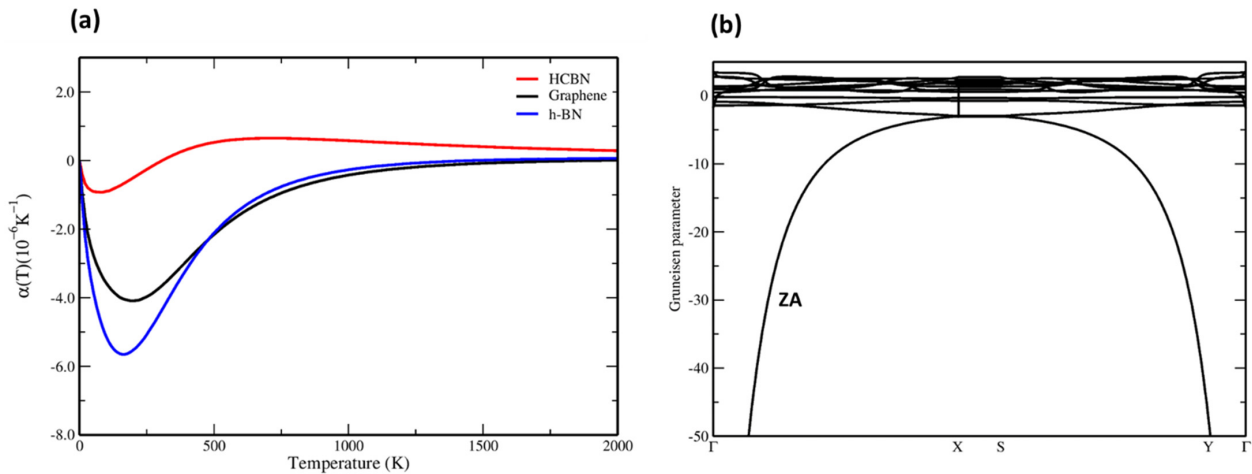 (a)
HCBN
Graphene
h-BN
2.0
0
-2.0
-4.0
-6.0
-8.0
α(T)(10⁻⁶K⁻¹)
0
500
1000
1500
2000
Temperature (K)
(b)
0
-10
-20
-30
-40
-50
Gruneisen parameter
ZA
Γ
X
S
Y
Γ